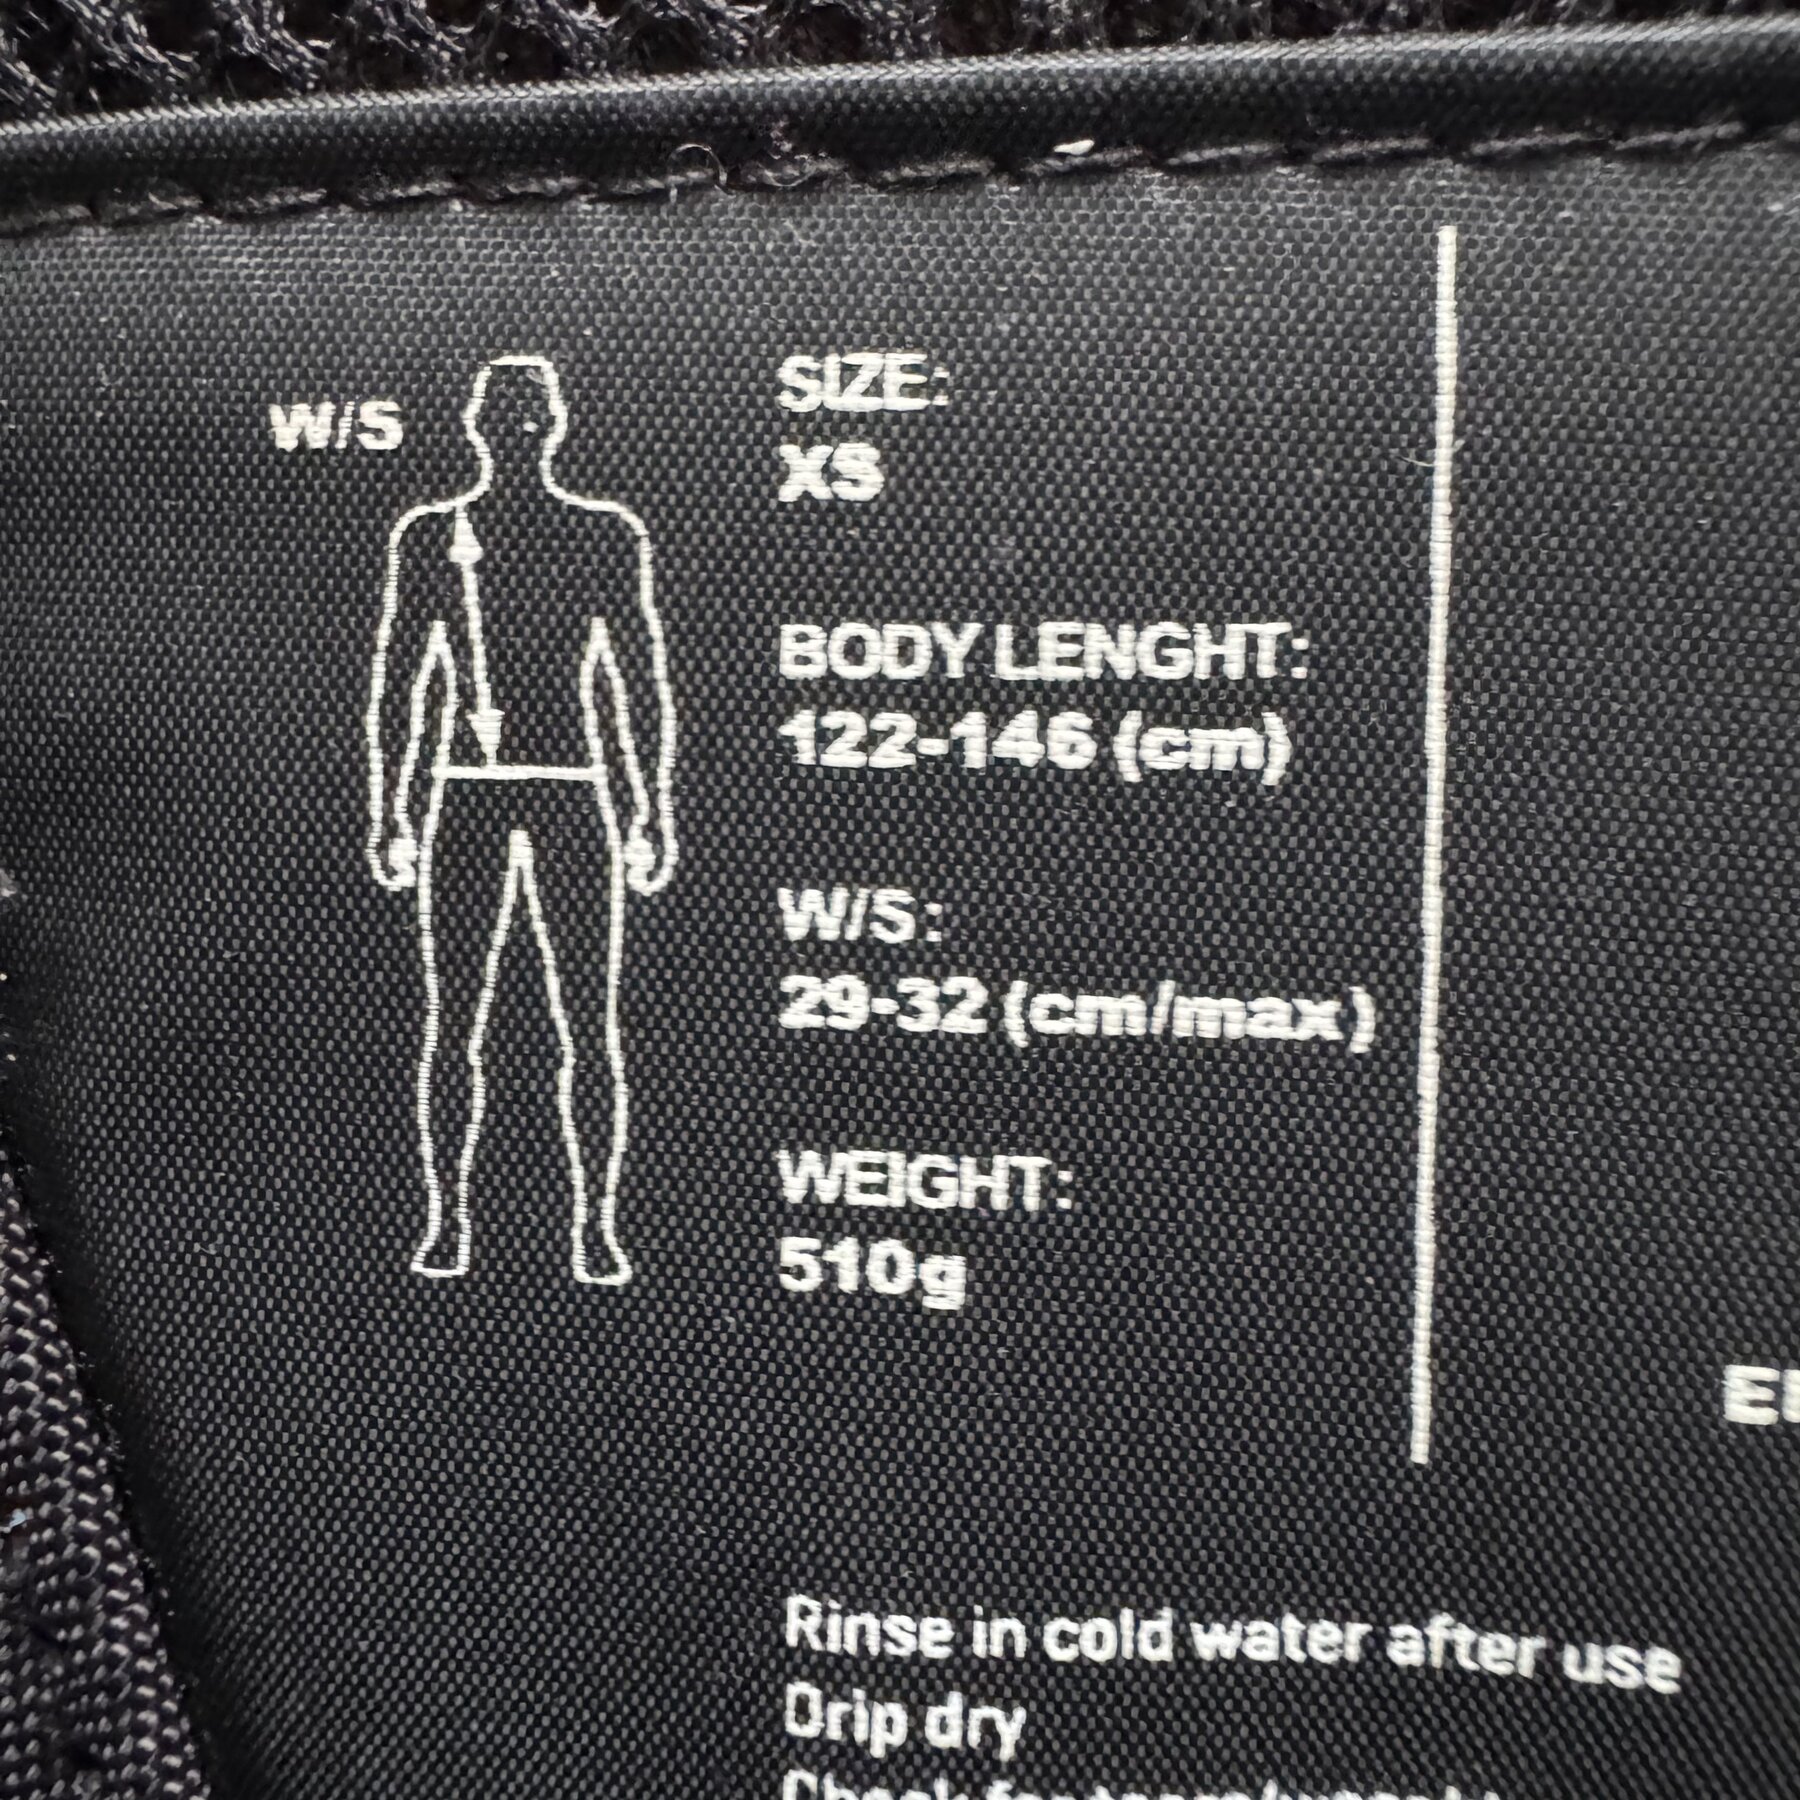 W/S
SIZE:
XS
BODY LENGHT:
122-146 (cm)
W/S:
29-32 (cm/max)
WEIGHT:
510g
Rinse in cold water after use
Drip dry